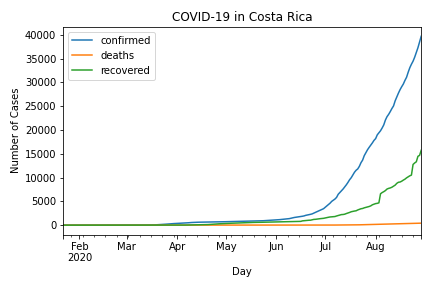 COVID-19 in Costa Rica
confirmed
deaths
recovered
Number of Cases
40000
35000
30000
25000
20000
15000
10000
5000
0
Feb Mar Apr May Jun Jul Aug
2020
Day